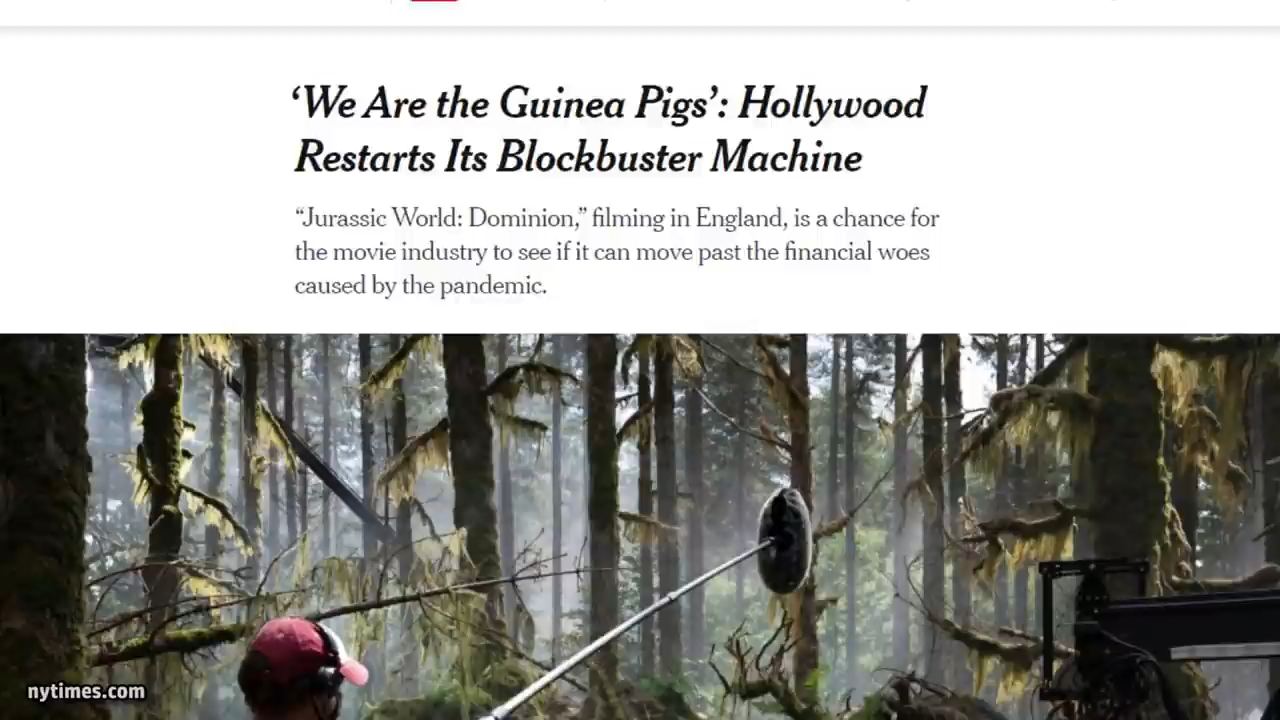 ‘We Are the Guinea Pigs’: Hollywood
Restarts Its Blockbuster Machine
“Jurassic World: Dominion,” filming in England, is a chance for
the movie industry to see if it can move past the financial woes
caused by the pandemic.
nytimes.com